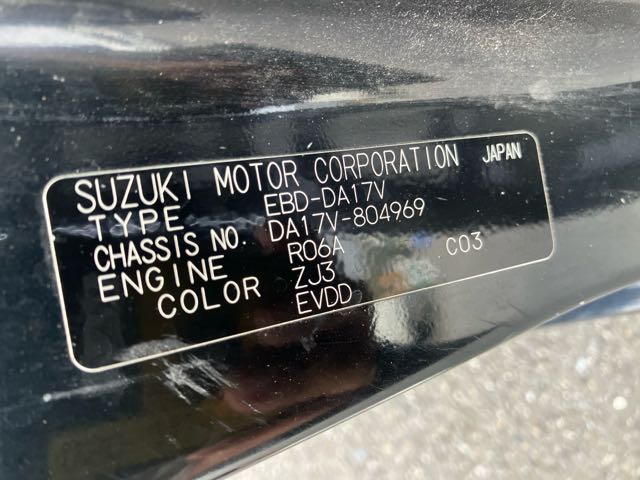 SUZUKI MOTOR CORPORATION JAPAN
TYPE EBD-DA17V
CHASSIS NO. DA17V-804969
ENGINE R06A C03
COLOR ZJ3
EVDD